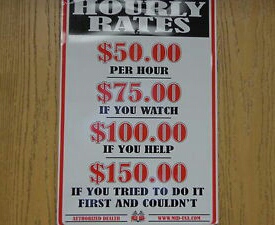 HOURLY
RATES
$50.00
PER HOUR
$75.00
IF YOU WATCH
$100.00
IF YOU HELP
$150.00
IF YOU TRIED TO DO IT
FIRST AND COULDN'T
AUTHORIZED DEALER